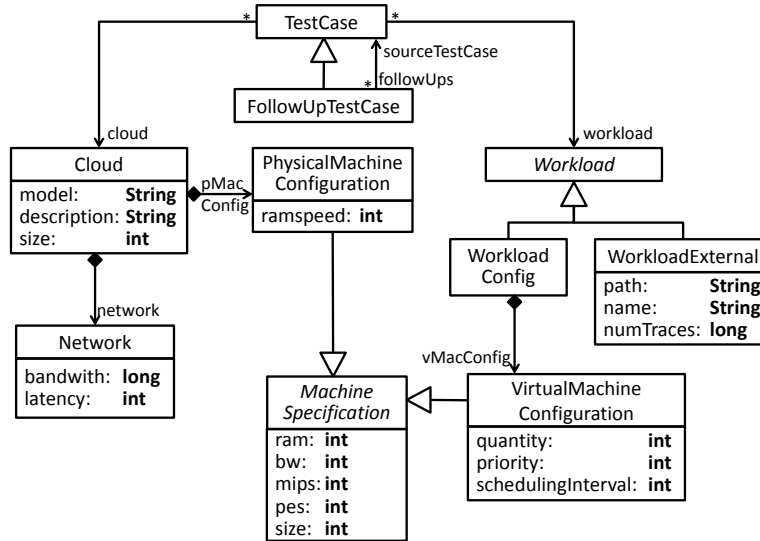 * TestCase *
sourceTestCase
* followUps
FollowUpTestCase
cloud
workload
Cloud
model: String
description: String
size: int
pMac
Config
PhysicalMachine
Configuration
ramspeed: int
Workload
Workload
Config
WorkloadExternal
path: String
name: String
numTraces: long
network
Network
bandwith: long
latency: int
vMacConfig
Machine
Specification
ram: int
bw: int
mips: int
pes: int
size: int
VirtualMachine
Configuration
quantity: int
priority: int
schedulingInterval: int